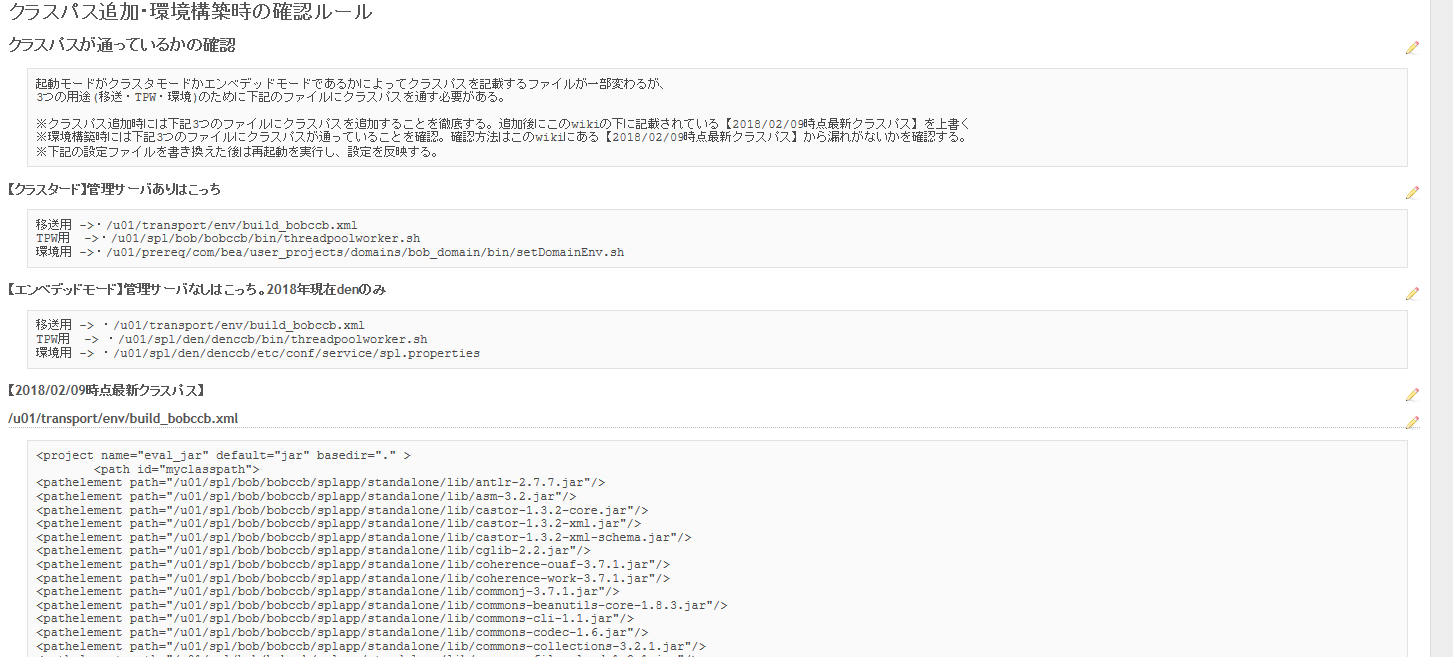 クラスパス追加・環境構築時の確認ルール
クラスパスが通っているかの確認
起動モードがクラスタモードかエンベデッドモードであるかによってクラスパスを記載するファイルが一部変わるが、
3つの用途(移送・TPW・環境)のために下記のファイルにクラスパスを通す必要がある。
※クラスパス追加時には下記3つのファイルにクラスパスを追加することを徹底する。追加後にこのwikiの下に記載されている【2018/02/09時点最新クラスパス】を上書く
※環境構築時には下記3つのファイルにクラスパスが通っていることを確認。確認方法はこのwikiにある【2018/02/09時点最新クラスパス】から漏れがないかを確認する。
※下記の設定ファイルを書き換えた後は再起動を実行し、設定を反映する。
【クラスタード】管理サーバありはこっち
移送用 ->・/u01/transport/env/build_bobccb.xml
TPW用 ->・/u01/spl/bob/bobccb/bin/threadpoolworker.sh
環境用 ->・/u01/prereq/com/bea/user_projects/domains/bob_domain/bin/setDomainEnv.sh
【エンベデッドモード】管理サーバなしはこっち。2018年現在denのみ
移送用 -> ・/u01/transport/env/build_bobccb.xml
TPW用 -> ・/u01/spl/den/denccb/bin/threadpoolworker.sh
環境用 -> ・/u01/spl/den/denccb/etc/conf/service/spl.properties
【2018/02/09時点最新クラスパス】
/u01/transport/env/build_bobccb.xml
<project name="eval_jar" default="jar" basedir="." >
<path id="myclasspath">
<pathelement path="/u01/spl/bob/bobccb/splapp/standalone/lib/antlr-2.7.7.jar"/>
<pathelement path="/u01/spl/bob/bobccb/splapp/standalone/lib/asm-3.2.jar"/>
<pathelement path="/u01/spl/bob/bobccb/splapp/standalone/lib/castor-1.3.2-core.jar"/>
<pathelement path="/u01/spl/bob/bobccb/splapp/standalone/lib/castor-1.3.2-xml.jar"/>
<pathelement path="/u01/spl/bob/bobccb/splapp/standalone/lib/castor-1.3.2-xml-schema.jar"/>
<pathelement path="/u01/spl/bob/bobccb/splapp/standalone/lib/cglib-2.2.jar"/>
<pathelement path="/u01/spl/bob/bobccb/splapp/standalone/lib/coherence-ouaf-3.7.1.jar"/>
<pathelement path="/u01/spl/bob/bobccb/splapp/standalone/lib/coherence-work-3.7.1.jar"/>
<pathelement path="/u01/spl/bob/bobccb/splapp/standalone/lib/commonj-3.7.1.jar"/>
<pathelement path="/u01/spl/bob/bobccb/splapp/standalone/lib/commons-beanutils-core-1.8.3.jar"/>
<pathelement path="/u01/spl/bob/bobccb/splapp/standalone/lib/commons-cli-1.1.jar"/>
<pathelement path="/u01/spl/bob/bobccb/splapp/standalone/lib/commons-codec-1.6.jar"/>
<pathelement path="/u01/spl/bob/bobccb/splapp/standalone/lib/commons-collections-3.2.1.jar"/>